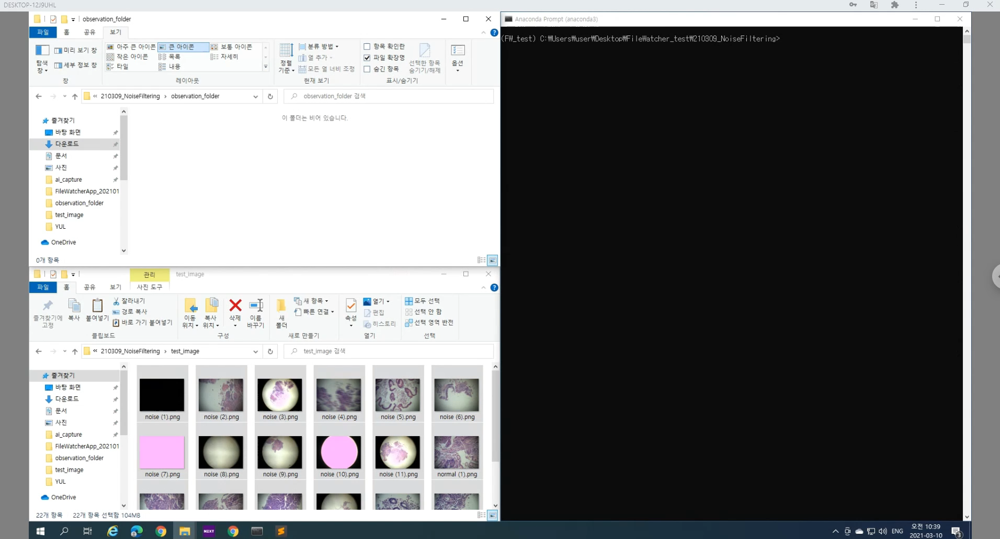 DESKTOP-12J9UHL
observation_folder
파일 홈 공유 보기
탐색 창
미리 보기 창
세부 정보 창
창
아주 큰 아이콘 큰 아이콘 보통 아이콘
작은 아이콘 목록 자세히
타일 내용
레이아웃
정렬 기준
분류 방법
열 추가
모든 열 너비 조정
현재 보기
항목 확인란
파일 확장명
숨긴 항목
선택한 항목 숨기기/해제
표시/숨기기
옵션
« 210309_NoiseFiltering › observation_folder
observation_folder 검색
즐겨찾기
바탕 화면
다운로드
문서
사진
ai_capture
FileWatcherApp_202101
observation_folder
test_image
YUL
OneDrive
이 폴더는 비어 있습니다.
0개 항목
관리 test_image
파일 홈 공유 보기 사진 도구
즐겨찾기에 고정
복사
붙여넣기
잘라내기
경로 복사
바로 가기 붙여넣기
클립보드
이동 위치
복사 위치
삭제
이름 바꾸기
구성
새 폴더
새 항목
빠른 연결
새로 만들기
속성
열기
편집
히스토리
열기
모두 선택
선택 안 함
선택 영역 반전
선택
« 210309_NoiseFiltering › test_image
test_image 검색
즐겨찾기
바탕 화면
다운로드
문서
사진
ai_capture
FileWatcherApp_202101
observation_folder
test_image
YUL
OneDrive
noise (1).png noise (2).png noise (3).png noise (4).png noise (5).png noise (6).png
noise (7).png noise (8).png noise (9).png noise (10).png noise (11).png normal (1).png
22개 항목 22개 항목 선택함 104MB
Anaconda Prompt (anaconda3)
(FW_test) C:₩Users₩user₩Desktop₩FileWatcher_test₩210309_NoiseFiltering>
NZXT
ENG
오전 10:39
2021-03-10
3